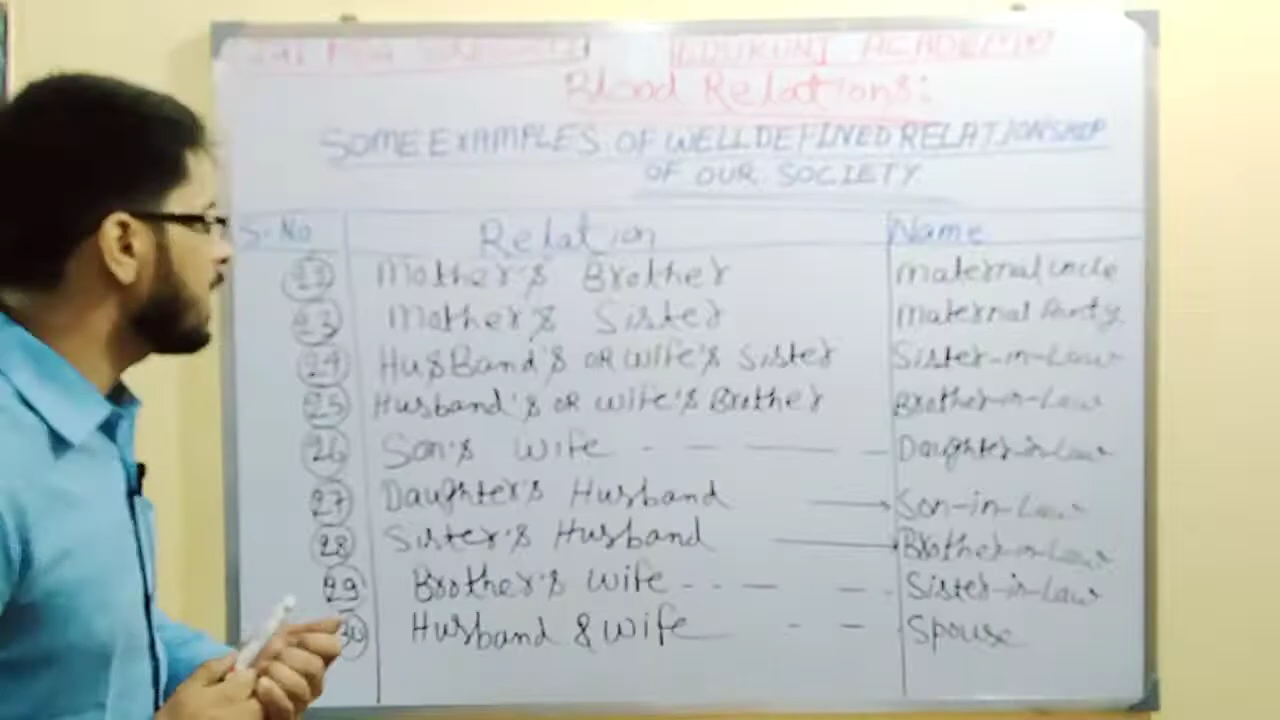 EDUKUNJ ACADEMY
Blood Relations:
SOME EXAMPLES OF WELL DEFINED RELATIONSHIP
OF OUR SOCIETY
S.No Relation Name
22 Mother's Brother Maternal Uncle
23 Mother's Sister Maternal Aunty
24 HusBand's OR Wife's Sister Sister-in-Law
25 Husband's OR Wife's Brother Brother-in-Law
26 Son's Wife Daughter-in-Law
27 Daughter's Husband Son-in-Law
28 Sister's Husband Brother-in-Law
29 Brother's Wife Sister-in-Law
30 Husband & Wife Spouse